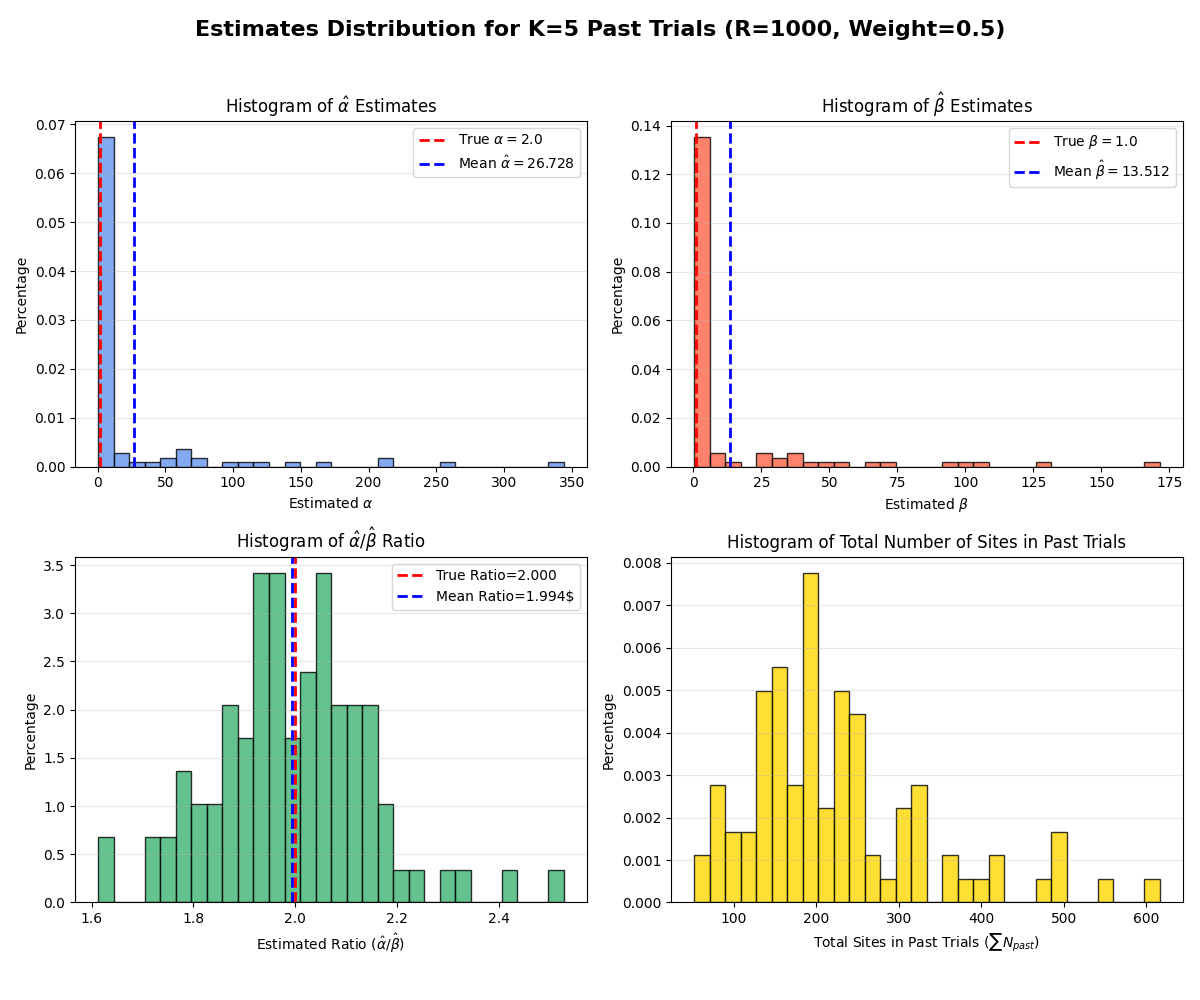 Estimates Distribution for K=5 Past Trials (R=1000, Weight=0.5)
Histogram of α̂ Estimates
True α = 2.0
Mean α̂ = 26.728
0.07
0.06
0.05
0.04
0.03
0.02
0.01
0.00
Percentage
0 50 100 150 200 250 300 350
Estimated α
Histogram of β̂ Estimates
True β = 1.0
Mean β̂ = 13.512
0.14
0.12
0.10
0.08
0.06
0.04
0.02
0.00
Percentage
0 25 50 75 100 125 150 175
Estimated β
Histogram of α̂/β̂ Ratio
True Ratio=2.000
Mean Ratio=1.994$
3.5
3.0
2.5
2.0
1.5
1.0
0.5
0.0
Percentage
1.6 1.8 2.0 2.2 2.4
Estimated Ratio (α̂/β̂)
Histogram of Total Number of Sites in Past Trials
0.008
0.007
0.006
0.005
0.004
0.003
0.002
0.001
0.000
Percentage
100 200 300 400 500 600
Total Sites in Past Trials (∑N_past)